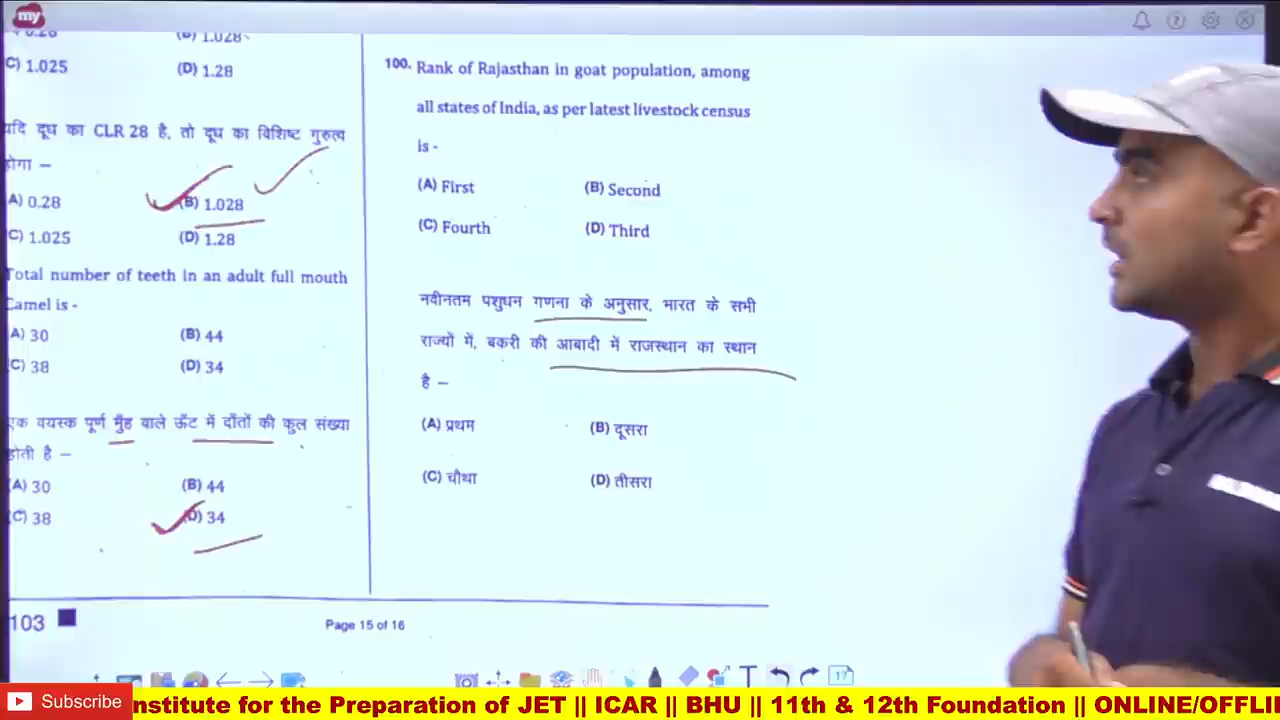 my
(B) 1.028
C) 1.025 (D) 1.28
यदि दूध का CLR 28 है, तो दूध का विशिष्ट गुरुत्व
होगा –
A) 0.28 (B) 1.028
C) 1.025 (D) 1.28
Total number of teeth in an adult full mouth
Camel is -
A) 30 (B) 44
C) 38 (D) 34
एक वयस्क पूर्ण मुँह वाले ऊँट में दाँतों की कुल संख्या
होती है –
(A) 30 (B) 44
(C) 38 (D) 34
103
Page 15 of 16
100. Rank of Rajasthan in goat population, among
all states of India, as per latest livestock census
is -
(A) First (B) Second
(C) Fourth (D) Third
नवीनतम पशुधन गणना के अनुसार, भारत के सभी
राज्यों में, बकरी की आबादी में राजस्थान का स्थान
है –
(A) प्रथम (B) दूसरा
(C) चौथा (D) तीसरा
17
Subscribe
nstitute for the Preparation of JET || ICAR || BHU || 11th & 12th Foundation || ONLINE/OFFLI